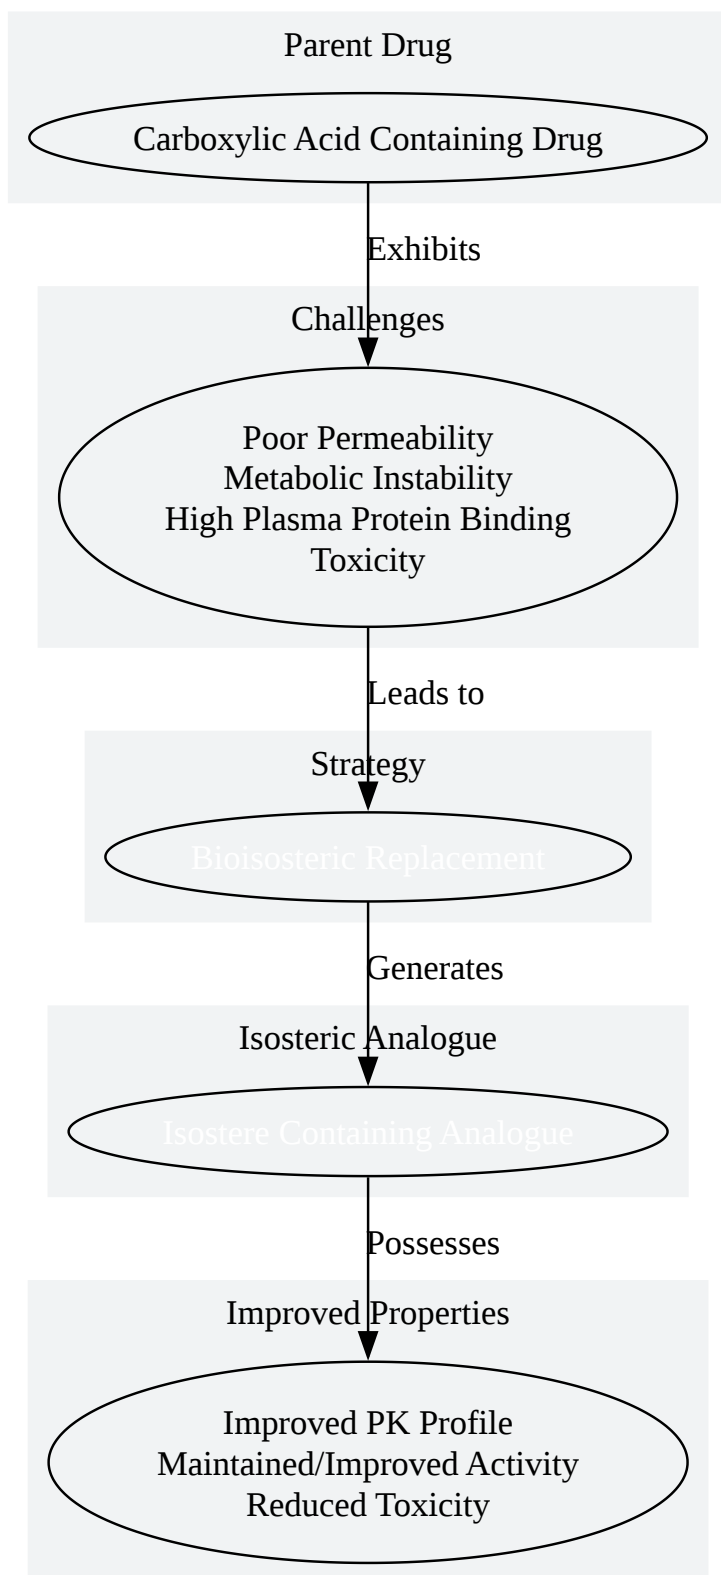 Parent Drug
Carboxylic Acid Containing Drug
Exhibits
Challenges
Poor Permeability
Metabolic Instability
High Plasma Protein Binding
Toxicity
Leads to
Strategy
Bioisosteric Replacement
Generates
Isosteric Analogue
Isostere Containing Analogue
Possesses
Improved Properties
Improved PK Profile
Maintained/Improved Activity
Reduced Toxicity